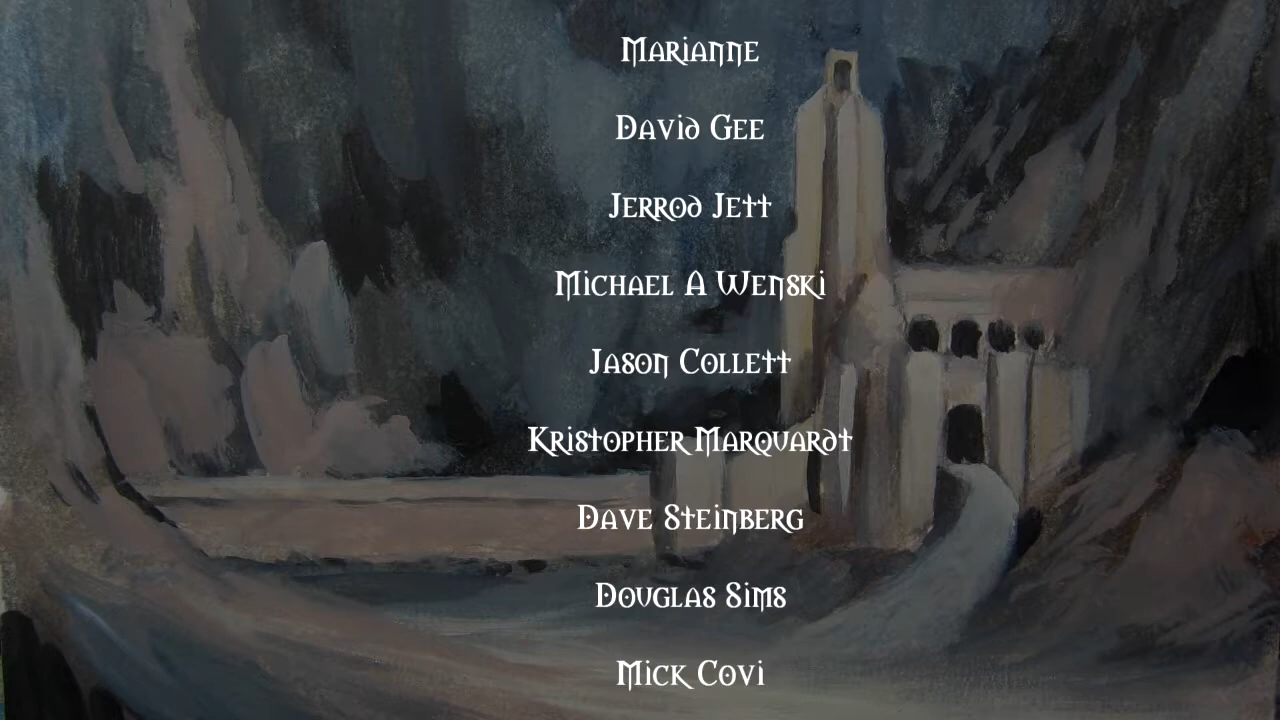 Marianne
David Gee
Jerrod Jett
Michael A Wenski
Jason Collett
Kristopher Marquardt
Dave Steinberg
Douglas Sims
Mick Covi